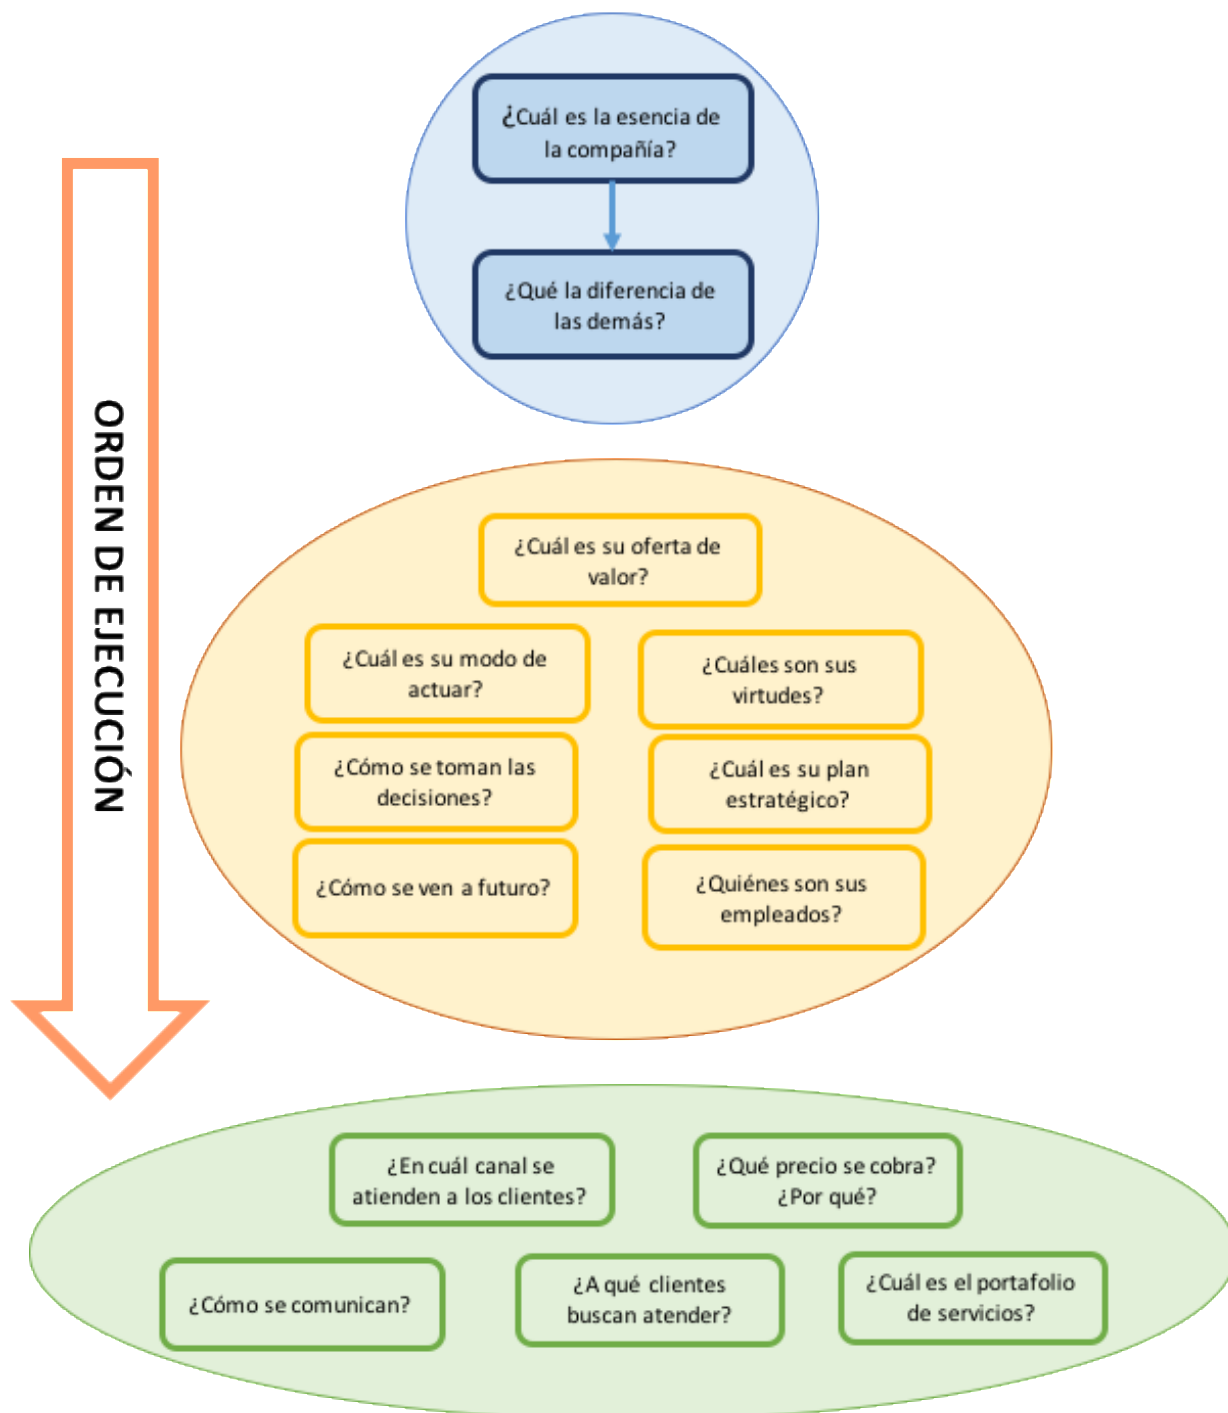 ¿Cuál es la esencia de
la compañía?
¿Qué la diferencia de
las demás?
ORDEN DE EJECUCIÓN
¿Cuál es su oferta de
valor?
¿Cuál es su modo de
actuar?
¿Cuáles son sus
virtudes?
¿Cómo se toman las
decisiones?
¿Cuál es su plan
estratégico?
¿Cómo se ven a futuro?
¿Quiénes son sus
empleados?
¿En cuál canal se
atienden a los clientes?
¿Qué precio se cobra?
¿Por qué?
¿Cómo se comunican?
¿A qué clientes
buscan atender?
¿Cuál es el portafolio
de servicios?